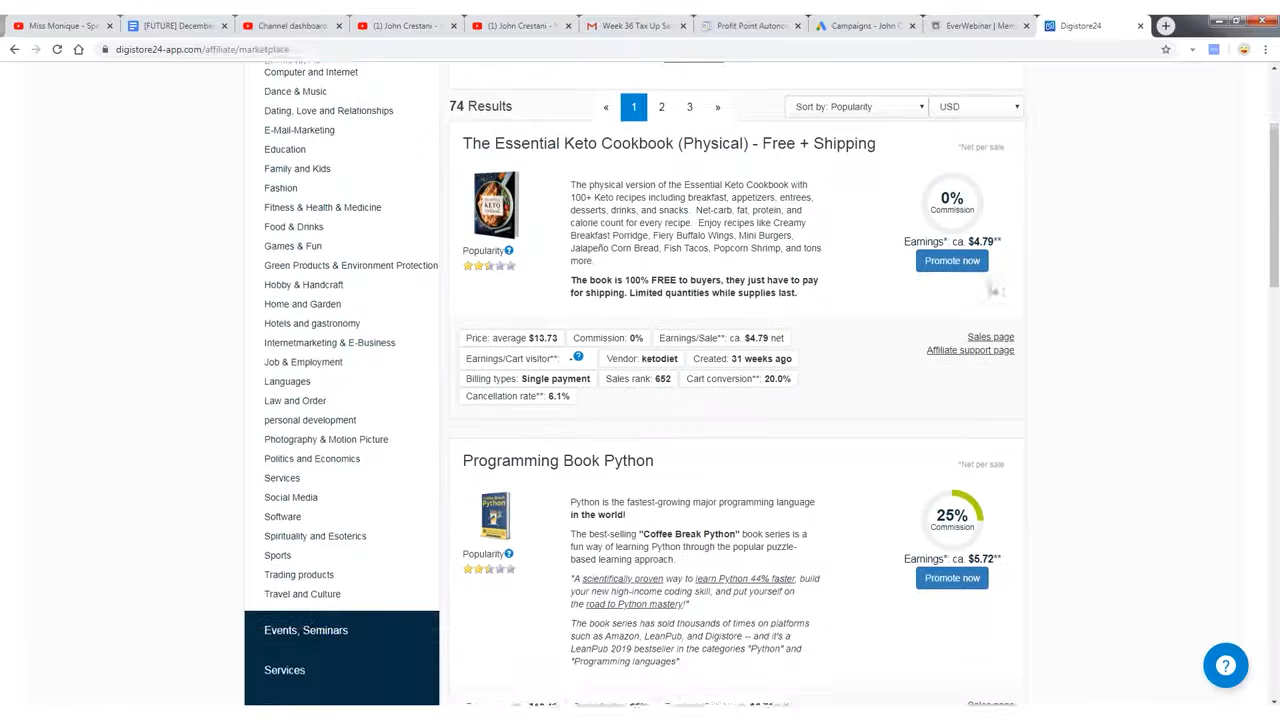 Miss Monique - Sp
[FUTURE] December
Channel dashboard
(1) John Crestani - 
(1) John Crestani - 
Week 36 Tax Up Sa
Profit Point Autonom
Campaigns - John C
EverWebinar | Mem
Digistore24
digistore24-app.com/affiliate/marketplace
Computer and Internet
Dance & Music
Dating, Love and Relationships
E-Mail-Marketing
Education
Family and Kids
Fashion
Fitness & Health & Medicine
Food & Drinks
Games & Fun
Green Products & Environment Protection
Hobby & Handcraft
Home and Garden
Hotels and gastronomy
Internetmarketing & E-Business
Job & Employment
Languages
Law and Order
personal development
Photography & Motion Picture
Politics and Economics
Services
Social Media
Software
Spirituality and Esoterics
Sports
Trading products
Travel and Culture
Events, Seminars
Services
74 Results
« 1 2 3 »
Sort by: Popularity
USD
The Essential Keto Cookbook (Physical) - Free + Shipping
*Net per sale
The physical version of the Essential Keto Cookbook with
100+ Keto recipes including breakfast, appetizers, entrees,
desserts, drinks, and snacks. Net-carb, fat, protein, and
calorie count for every recipe. Enjoy recipes like Creamy
Breakfast Porridge, Fiery Buffalo Wings, Mini Burgers,
Jalapeño Corn Bread, Fish Tacos, Popcorn Shrimp, and tons
more.
The book is 100% FREE to buyers, they just have to pay
for shipping. Limited quantities while supplies last.
KETO
Popularity
0%
Commission
Earnings*: ca. $4.79**
Promote now
Price: average $13.73
Commission: 0%
Earnings/Sale**: ca. $4.79 net
Earnings/Cart visitor**: -
Vendor: ketodiet
Created: 31 weeks ago
Billing types: Single payment
Sales rank: 652
Cart conversion**: 20.0%
Cancellation rate**: 6.1%
Sales page
Affiliate support page
Programming Book Python
*Net per sale
Coffee Break
Python
Popularity
Python is the fastest-growing major programming language
in the world!
The best-selling "Coffee Break Python" book series is a
fun way of learning Python through the popular puzzle-
based learning approach.
"A scientifically proven way to learn Python 44% faster, build
your new high-income coding skill, and put yourself on
the road to Python mastery!"
The book series has sold thousands of times on platforms
such as Amazon, LeanPub, and Digistore -- and it's a
LeanPub 2019 bestseller in the categories "Python" and
"Programming languages"
25%
Commission
Earnings*: ca. $5.72**
Promote now
Sales page
?